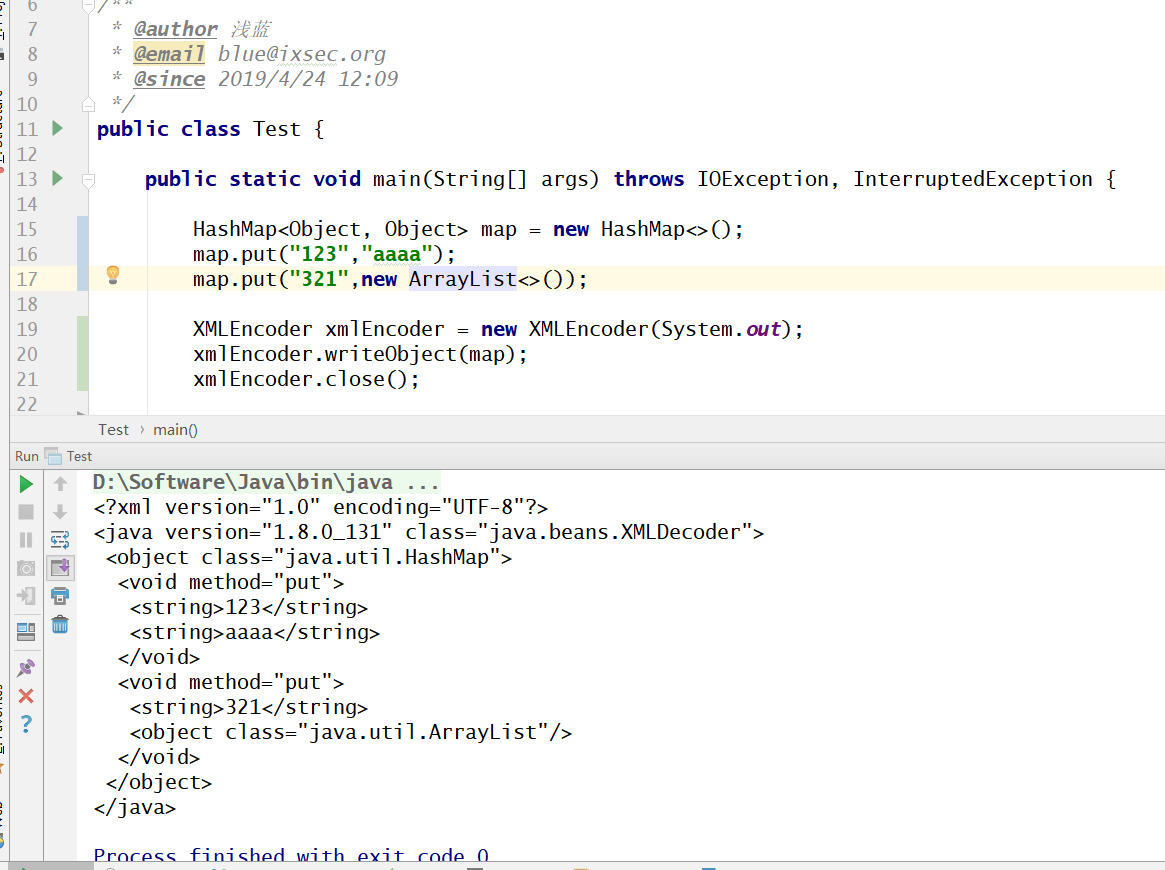 6 /**
7 * @author 浅蓝
8 * @email blue@ixsec.org
9 * @since 2019/4/24 12:09
10 */
11 public class Test {
12
13 public static void main(String[] args) throws IOException, InterruptedException {
14
15 HashMap<Object, Object> map = new HashMap<>();
16 map.put("123","aaaa");
17 map.put("321",new ArrayList<>());
18
19 XMLEncoder xmlEncoder = new XMLEncoder(System.out);
20 xmlEncoder.writeObject(map);
21 xmlEncoder.close();
22
Test › main()
Run Test
D:\Software\Java\bin\java ...
<?xml version="1.0" encoding="UTF-8"?>
<java version="1.8.0_131" class="java.beans.XMLDecoder">
<object class="java.util.HashMap">
<void method="put">
<string>123</string>
<string>aaaa</string>
</void>
<void method="put">
<string>321</string>
<object class="java.util.ArrayList"/>
</void>
</object>
</java>
Process finished with exit code 0